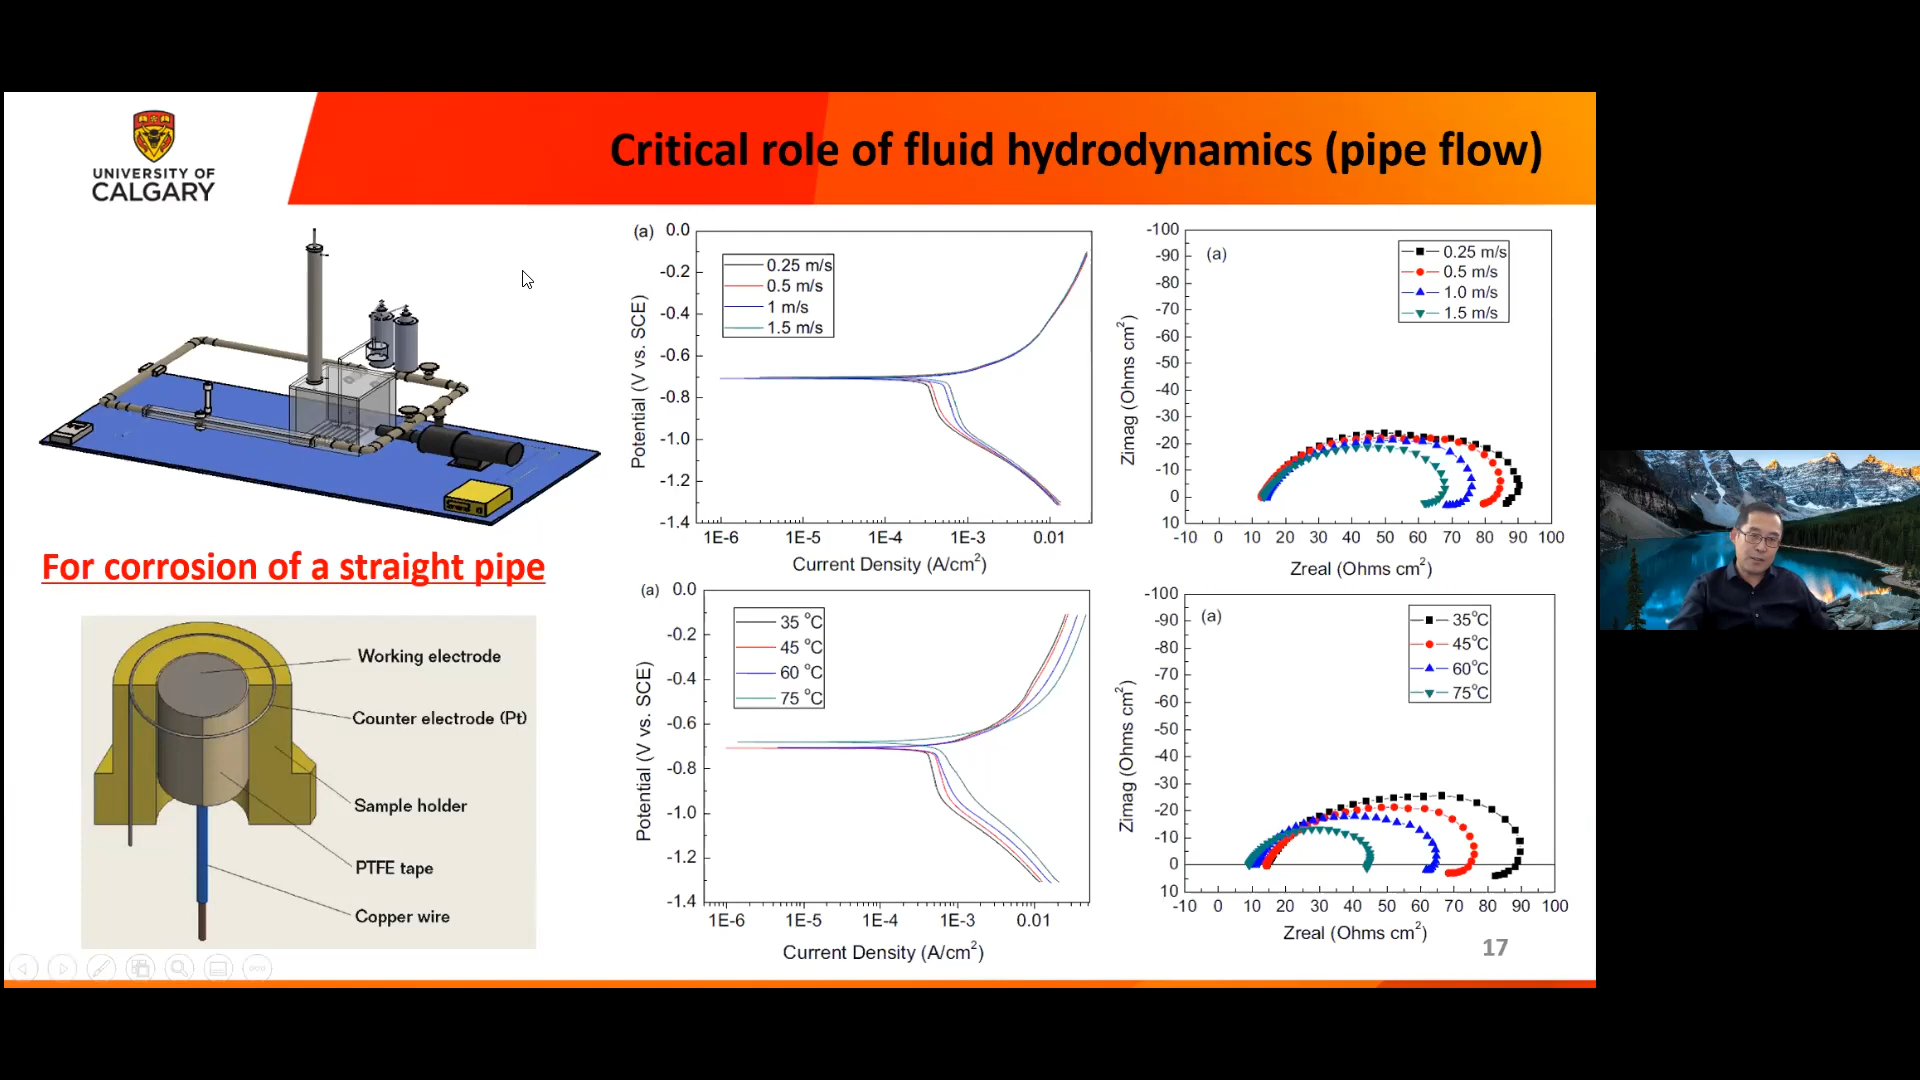 UNIVERSITY OF
CALGARY
Critical role of fluid hydrodynamics (pipe flow)
For corrosion of a straight pipe
Working electrode
Counter electrode (Pt)
Sample holder
PTFE tape
Copper wire
(a)
0.0
-0.2
-0.4
-0.6
-0.8
-1.0
-1.2
-1.4
Potential (V vs. SCE)
0.25 m/s
0.5 m/s
1 m/s
1.5 m/s
1E-6 1E-5 1E-4 1E-3 0.01
Current Density (A/cm²)
(a)
-100
-90
-80
-70
-60
-50
-40
-30
-20
-10
0
10
Zimag (Ohms cm²)
0.25 m/s
0.5 m/s
1.0 m/s
1.5 m/s
-10 0 10 20 30 40 50 60 70 80 90 100
Zreal (Ohms cm²)
(a)
0.0
-0.2
-0.4
-0.6
-0.8
-1.0
-1.2
-1.4
Potential (V vs. SCE)
35 °C
45 °C
60 °C
75 °C
1E-6 1E-5 1E-4 1E-3 0.01
Current Density (A/cm²)
(a)
-100
-90
-80
-70
-60
-50
-40
-30
-20
-10
0
10
Zimag (Ohms cm²)
35°C
45°C
60°C
75°C
-10 0 10 20 30 40 50 60 70 80 90 100
Zreal (Ohms cm²)
17